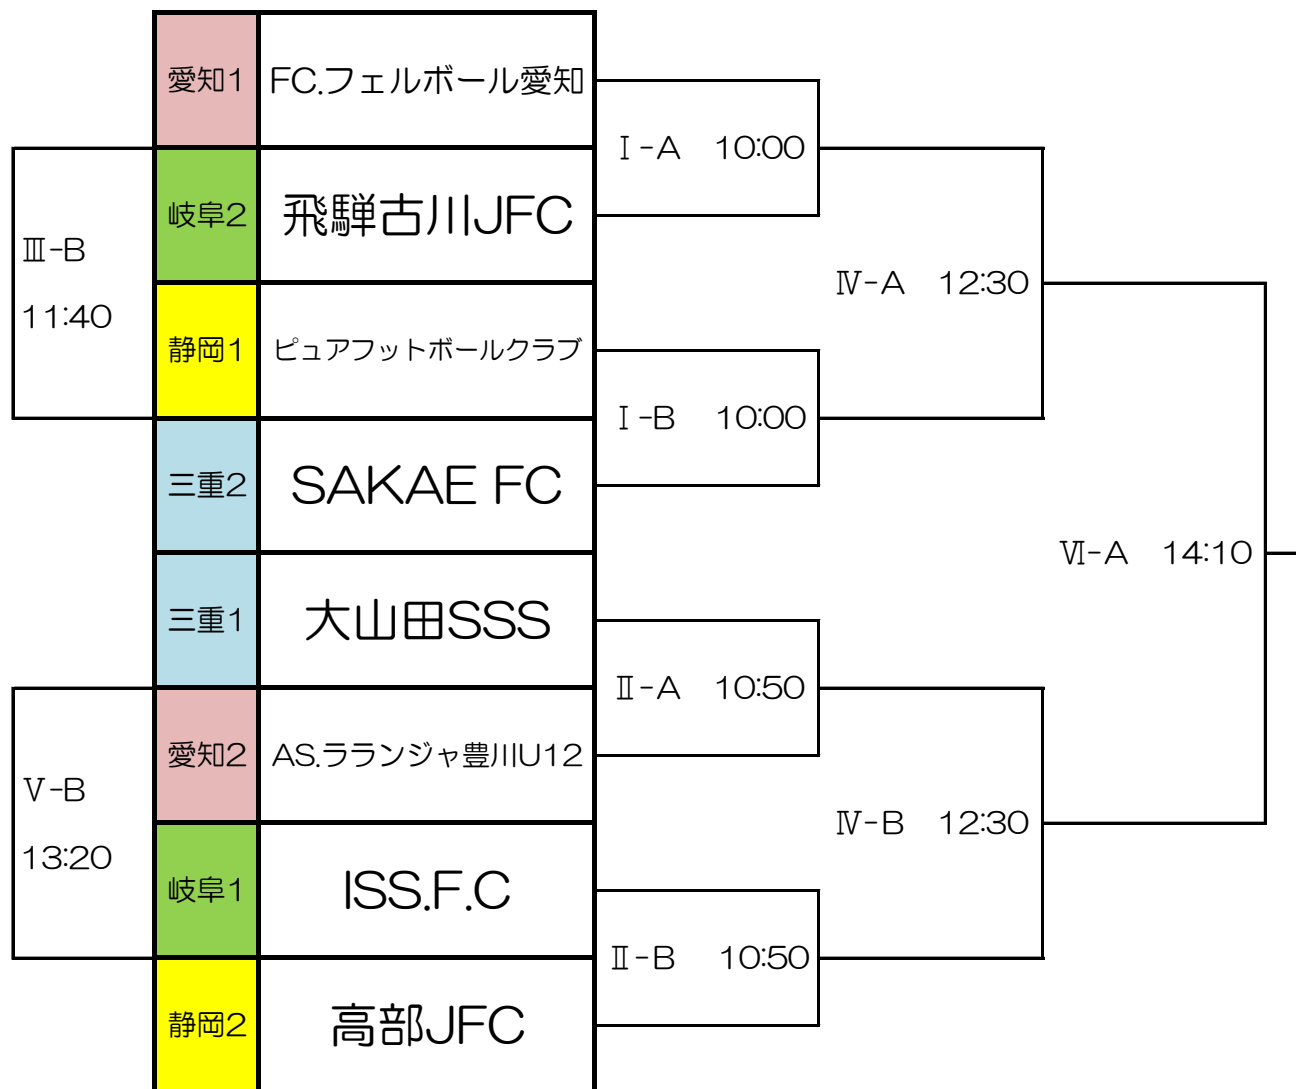 愛知1 FC.フェルボール愛知
Ⅰ-A 10:00
岐阜2 飛騨古川JFC
Ⅲ-B
11:40
Ⅳ-A 12:30
静岡1 ピュアフットボールクラブ
Ⅰ-B 10:00
三重2 SAKAE FC
Ⅵ-A 14:10
三重1 大山田SSS
Ⅱ-A 10:50
愛知2 AS.ラランジャ豊川U12
Ⅴ-B
13:20
Ⅳ-B 12:30
岐阜1 ISS.F.C
Ⅱ-B 10:50
静岡2 高部JFC